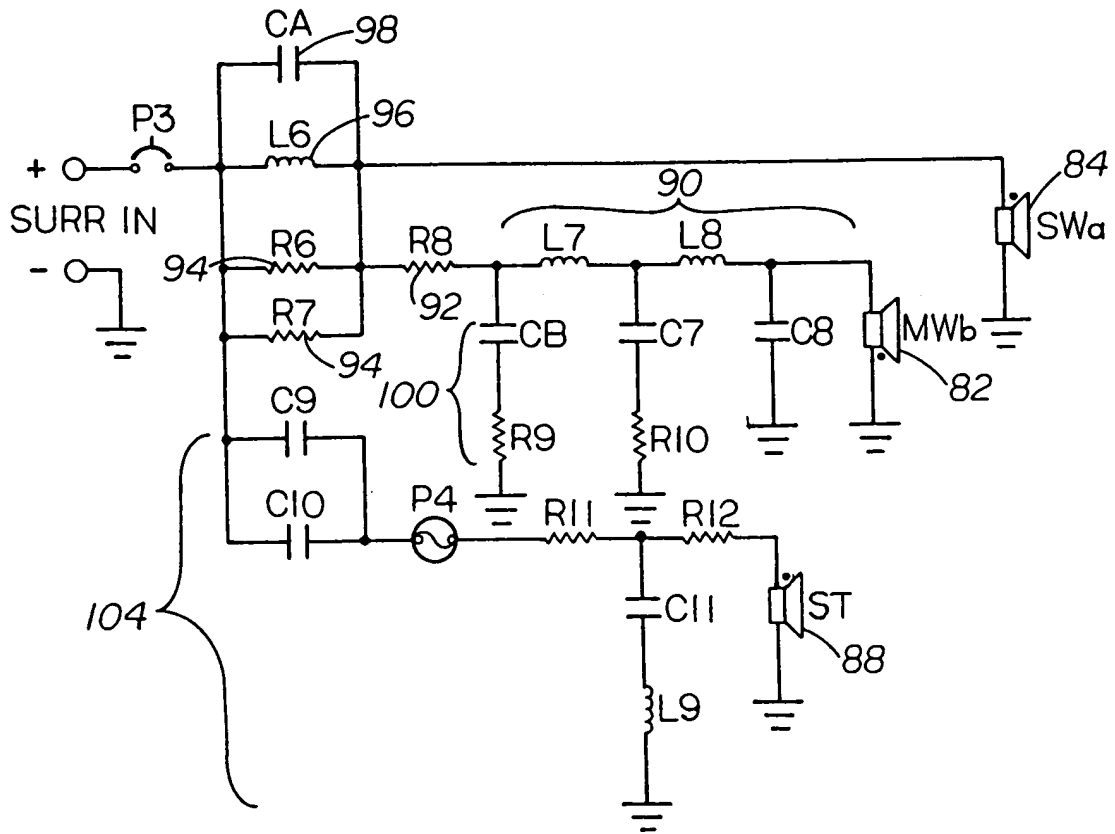 CA
98
P3
L6
96
+
SURR IN
-
90
84
SWa
L7
L8
R6
R8
94
92
R7
94
CB
C7
C8
MWb
82
100
C9
R9
R10
C10
P4
R11
R12
104
C11
ST
88
L9